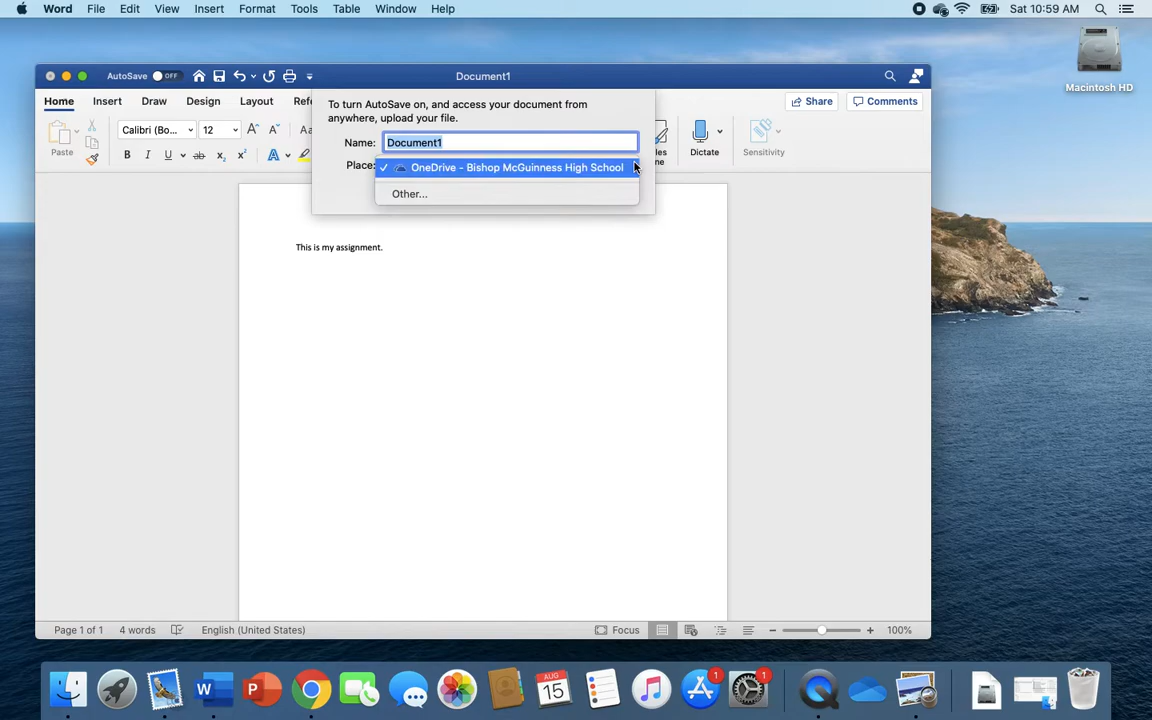 Word File Edit View Insert Format Tools Table Window Help Sat 10:59 AM
Macintosh HD
AutoSave OFF Document1
Home Insert Draw Design Layout Share Comments
To turn AutoSave on, and access your document from
anywhere, upload your file.
Name: Document1
Place: OneDrive - Bishop McGuinness High School
Other...
Calibri (Bo... 12
Paste Dictate Sensitivity
This is my assignment.
Page 1 of 1 4 words English (United States) Focus 100%
AUG
15
1
1